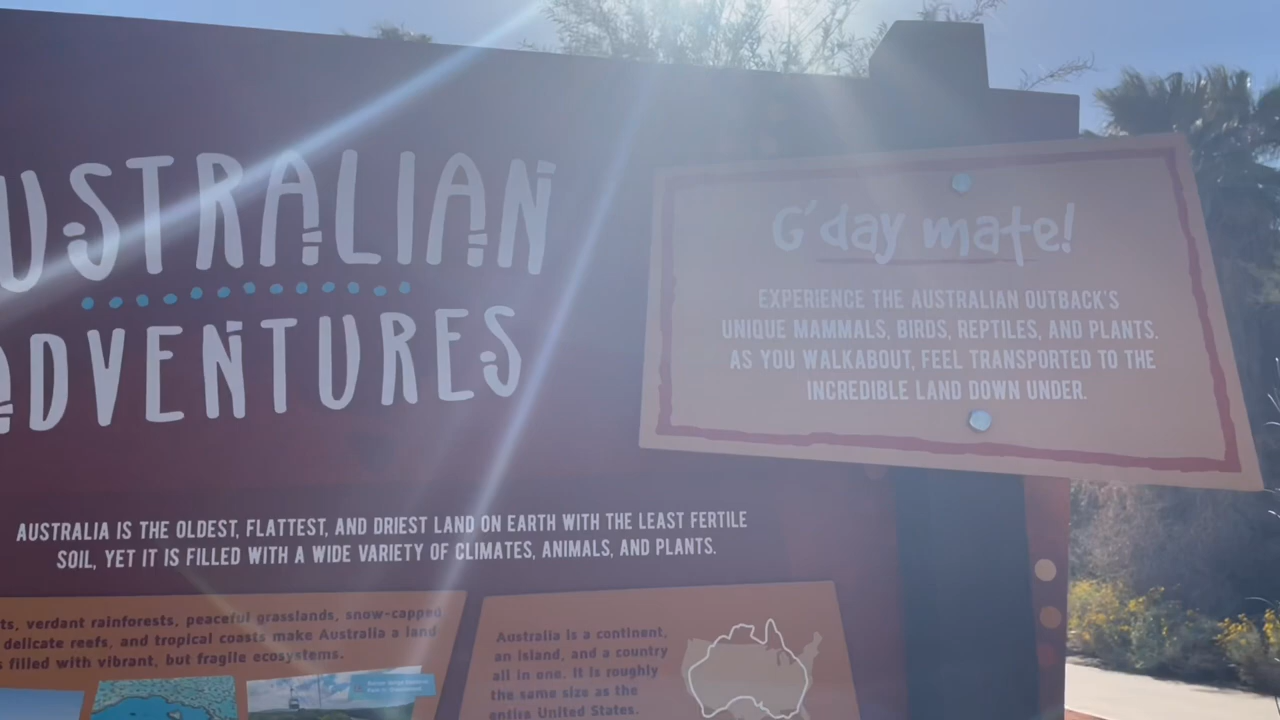 USTRALIAN
ADVENTURES
G'day mate!
EXPERIENCE THE AUSTRALIAN OUTBACK'S
UNIQUE MAMMALS, BIRDS, REPTILES, AND PLANTS.
AS YOU WALKABOUT, FEEL TRANSPORTED TO THE
INCREDIBLE LAND DOWN UNDER.
AUSTRALIA IS THE OLDEST, FLATTEST, AND DRIEST LAND ON EARTH WITH THE LEAST FERTILE
SOIL, YET IT IS FILLED WITH A WIDE VARIETY OF CLIMATES, ANIMALS, AND PLANTS.
ts, verdant rainforests, peaceful grasslands, snow-capped
delicate reefs, and tropical coasts make Australia a land
s filled with vibrant, but fragile ecosystems.
Australia is a continent,
an island, and a country
all in one. It is roughly
the same size as the
entire United States.